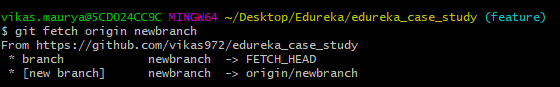 vikas.maurya@5CD024CC9C MINGW64 ~/Desktop/Edureka/edureka_case_study (feature)
$ git fetch origin newbranch
From https://github.com/vikas972/edureka_case_study
 * branch            newbranch  -> FETCH_HEAD
 * [new branch]      newbranch  -> origin/newbranch